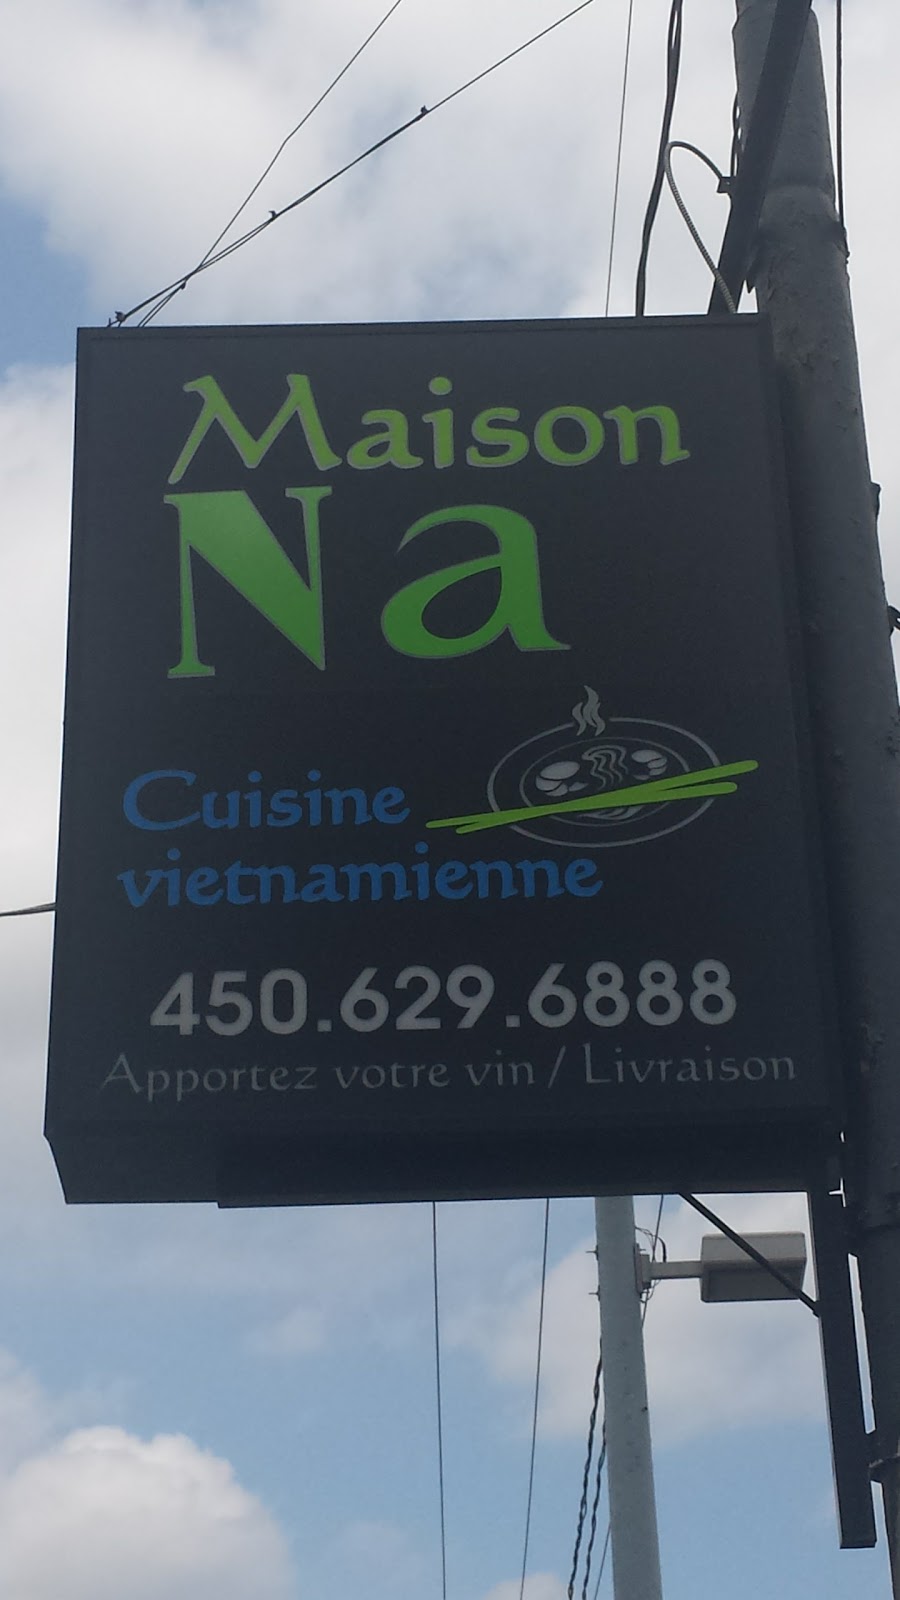 Maison
Na
Cuisine
vietnamienne
450.629.6888
Apportez votre vin / Livraison